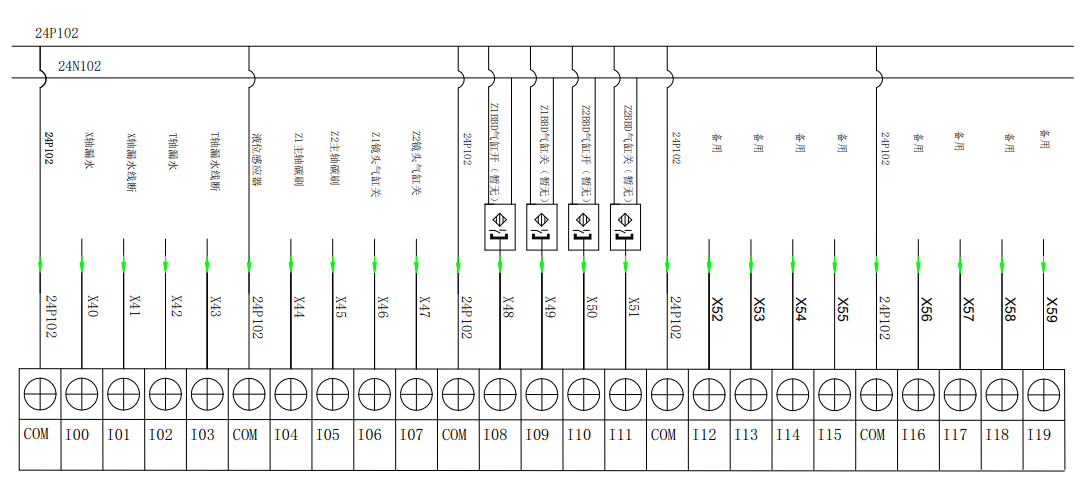 24P102
24N102
24P102
X轴漏水
X轴漏水线断
T轴漏水
T轴漏水线断
液位感应器
Z1主轴碳刷
Z2主轴碳刷
Z1镜头气缸关
Z2镜头气缸关
24P102
Z1BBD气缸开（暂无）
Z1BBD气缸关（暂无）
Z2BBD气缸开（暂无）
Z2BBD气缸关（暂无）
24P102
备用
备用
备用
备用
24P102
备用
备用
备用
备用
24P102
X40
X41
X42
X43
24P102
X44
X45
X46
X47
24P102
X48
X49
X50
X51
24P102
X52
X53
X54
X55
24P102
X56
X57
X58
X59
COM I00 I01 I02 I03 COM I04 I05 I06 I07 COM I08 I09 I10 I11 COM I12 I13 I14 I15 COM I16 I17 I18 I19